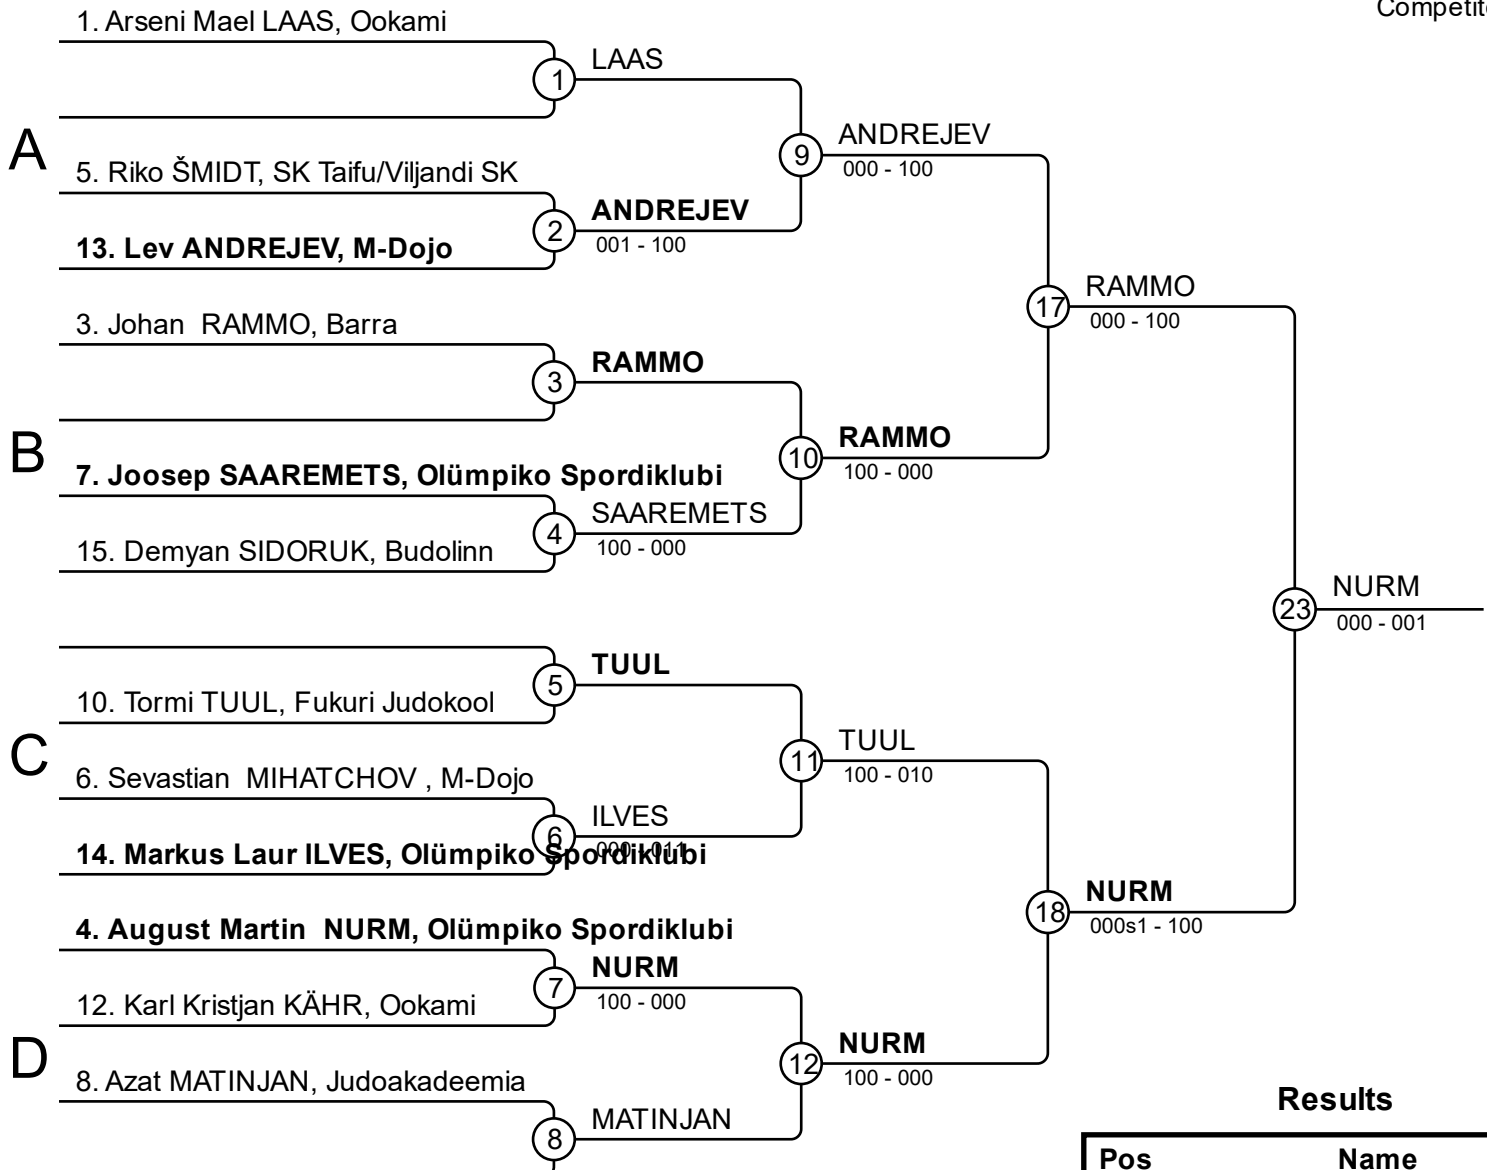 Competit
1. Arseni Mael LAAS, Ookami
1
LAAS
A
9
ANDREJEV
000 - 100
5. Riko ŠMIDT, SK Taifu/Viljandi SK
2
ANDREJEV
001 - 100
13. Lev ANDREJEV, M-Dojo
17
RAMMO
000 - 100
3. Johan RAMMO, Barra
3
RAMMO
B
10
RAMMO
100 - 000
7. Joosep SAAREMETS, Olümpiko Spordiklubi
4
SAAREMETS
100 - 000
15. Demyan SIDORUK, Budolinn
23
NURM
000 - 001
5
TUUL
10. Tormi TUUL, Fukuri Judokool
C
11
TUUL
100 - 010
6. Sevastian MIHATCHOV , M-Dojo
6
ILVES
000 - 011
14. Markus Laur ILVES, Olümpiko Spordiklubi
18
NURM
000s1 - 100
4. August Martin NURM, Olümpiko Spordiklubi
7
NURM
100 - 000
12. Karl Kristjan KÄHR, Ookami
D
12
NURM
100 - 000
8. Azat MATINJAN, Judoakadeemia
8
MATINJAN
Results
Pos Name